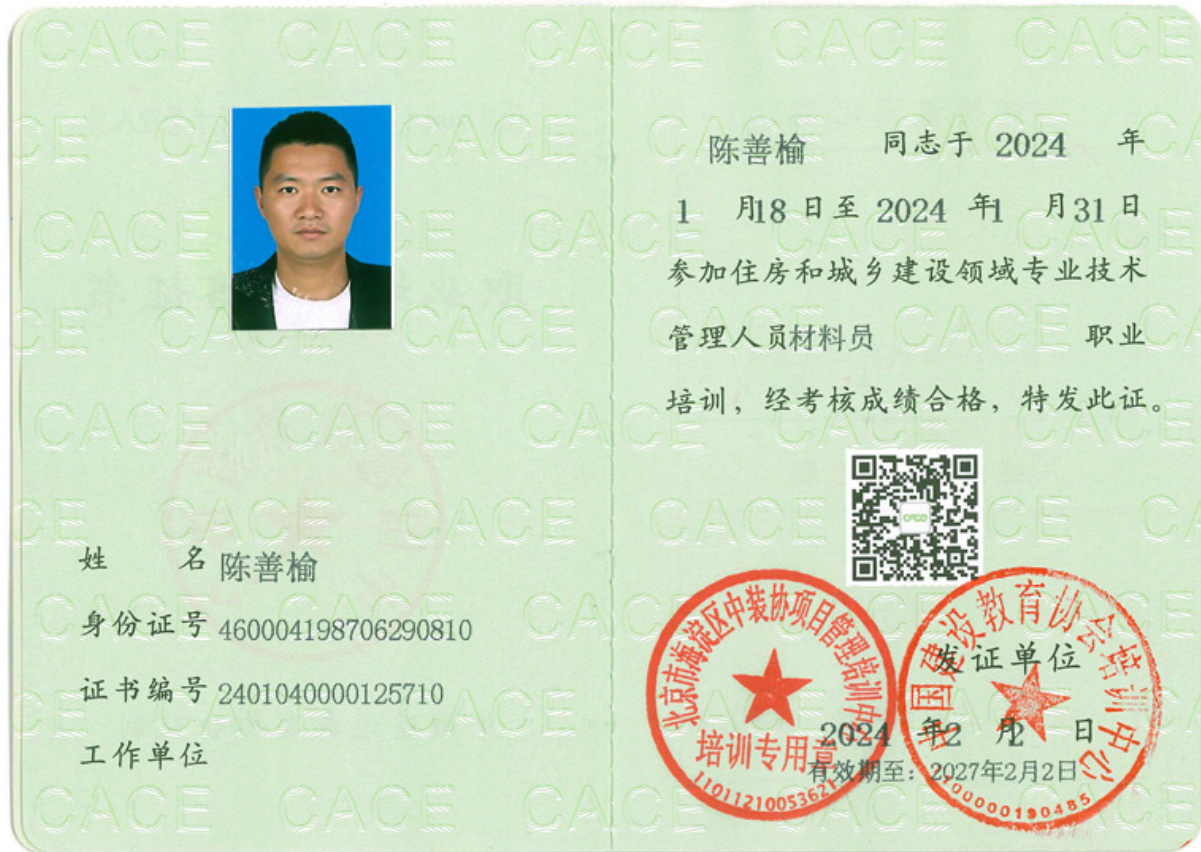 姓 名 陈善榆
身份证号 460004198706290810
证书编号 2401040000125710
工作单位
陈善榆 同志于 2024 年
1 月18 日至 2024 年1 月31 日
参加住房和城乡建设领域专业技术
管理人员材料员 职业
培训，经考核成绩合格，特发此证。
CACE
北京市海淀区中装协项目管理培训中心
培训专用章
1101121005362
中国建设教育协会培训中心
100000190485
发证单位
2024 年2 月2 日
有效期至：2027年2月2日